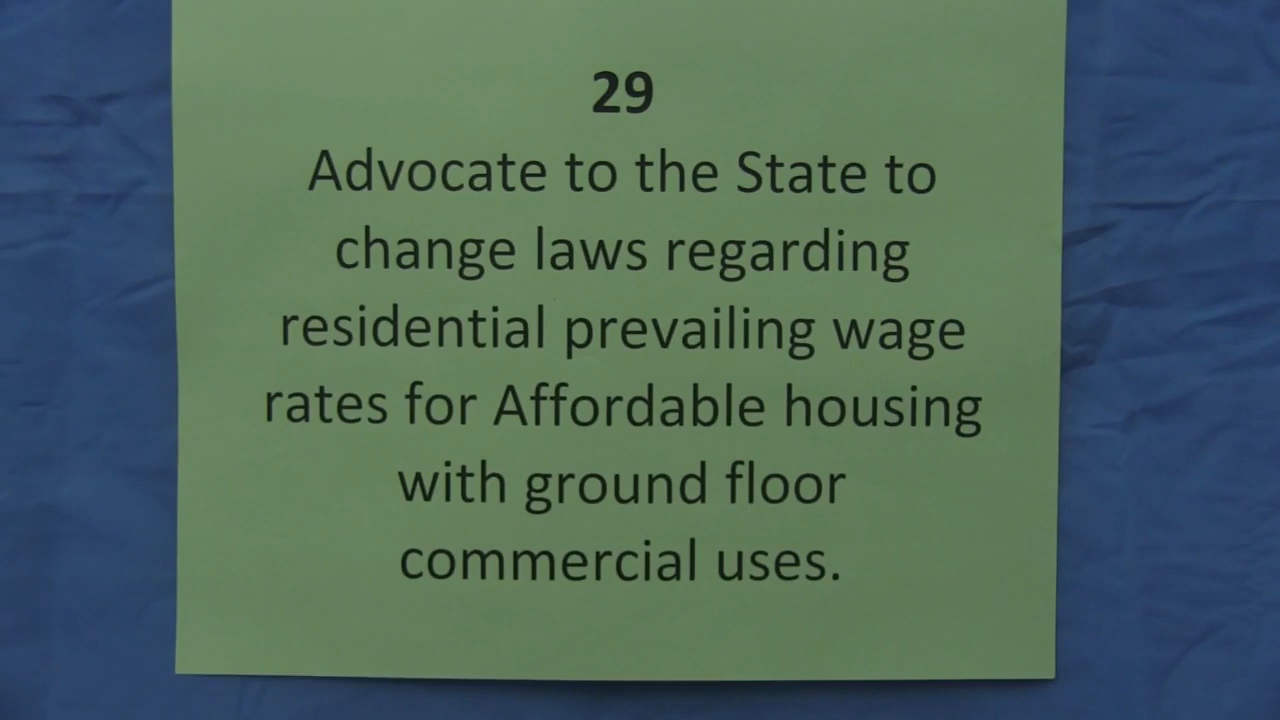 29
Advocate to the State to
change laws regarding
residential prevailing wage
rates for Affordable housing
with ground floor
commercial uses.